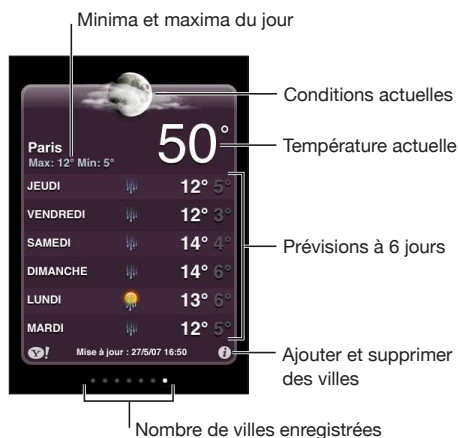 Minima et maxima du jour
Conditions actuelles
Paris
Max: 12° Min: 5°
50°
Température actuelle
JEUDI 12° 5°
VENDREDI 12° 3°
SAMEDI 14° 4°
DIMANCHE 14° 6°
LUNDI 13° 6°
MARDI 12° 5°
Prévisions à 6 jours
Y! Mise à jour : 27/5/07 16:50 i
Ajouter et supprimer
des villes
Nombre de villes enregistrées